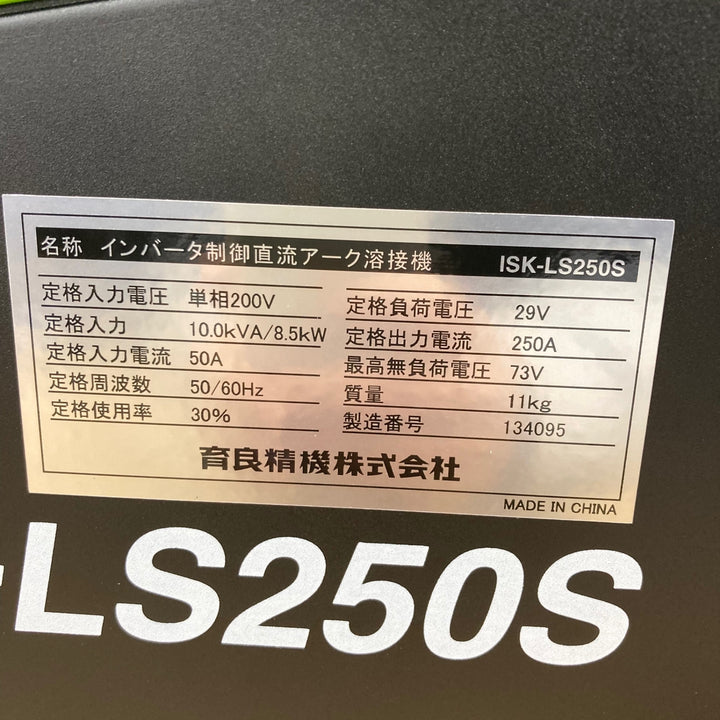 名称 インバータ制御直流アーク溶接機 ISK-LS250S
定格入力電圧 単相200V
定格入力 10.0kVA/8.5kW
定格入力電流 50A
定格周波数 50/60Hz
定格使用率 30%
定格負荷電圧 29V
定格出力電流 250A
最高無負荷電圧 73V
質量 11kg
製造番号 134095
育良精機株式会社
MADE IN CHINA
-LS250S